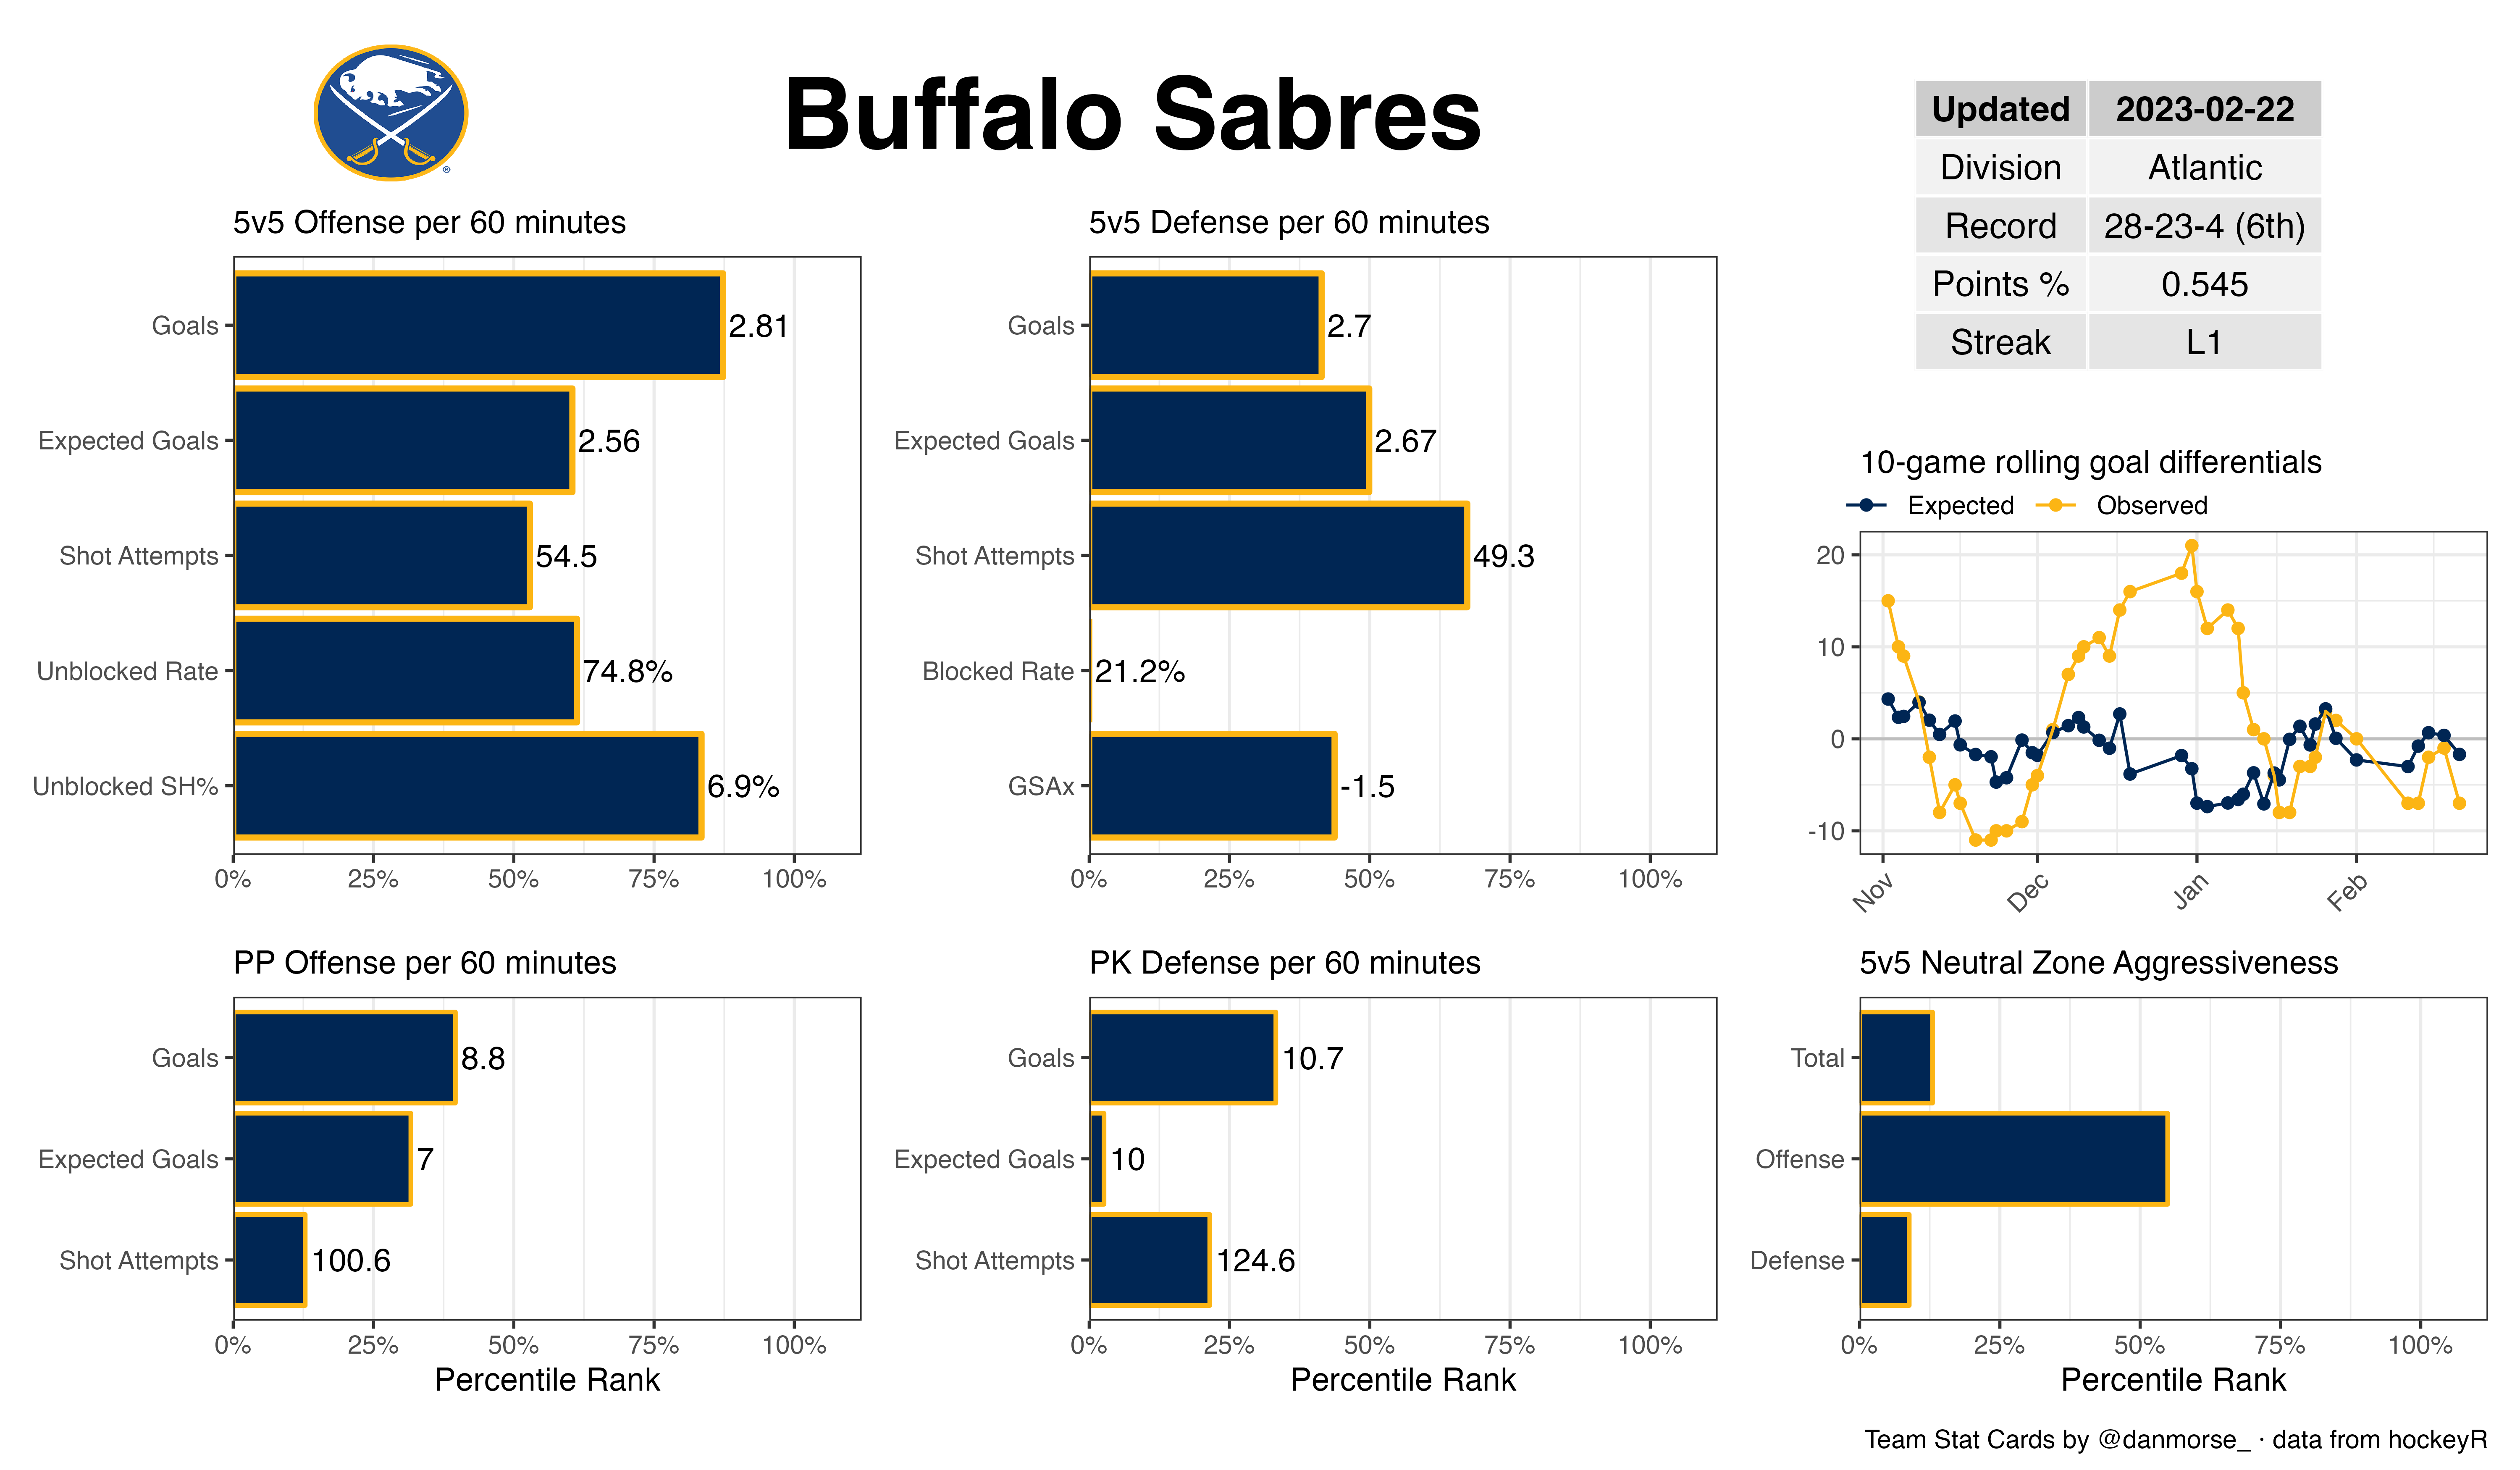 Buffalo Sabres
®
Updated 2023-02-22
Division Atlantic
Record 28-23-4 (6th)
Points % 0.545
Streak L1
5v5 Offense per 60 minutes
Goals 2.81
Expected Goals 2.56
Shot Attempts 54.5
Unblocked Rate 74.8%
Unblocked SH% 6.9%
0% 25% 50% 75% 100%
5v5 Defense per 60 minutes
Goals 2.7
Expected Goals 2.67
Shot Attempts 49.3
Blocked Rate 21.2%
GSAx -1.5
0% 25% 50% 75% 100%
10-game rolling goal differentials
Expected Observed
20
10
0
-10
Nov Dec Jan Feb
PP Offense per 60 minutes
Goals 8.8
Expected Goals 7
Shot Attempts 100.6
0% 25% 50% 75% 100%
Percentile Rank
PK Defense per 60 minutes
Goals 10.7
Expected Goals 10
Shot Attempts 124.6
0% 25% 50% 75% 100%
Percentile Rank
5v5 Neutral Zone Aggressiveness
Total
Offense
Defense
0% 25% 50% 75% 100%
Percentile Rank
Team Stat Cards by @danmorse_ · data from hockeyR